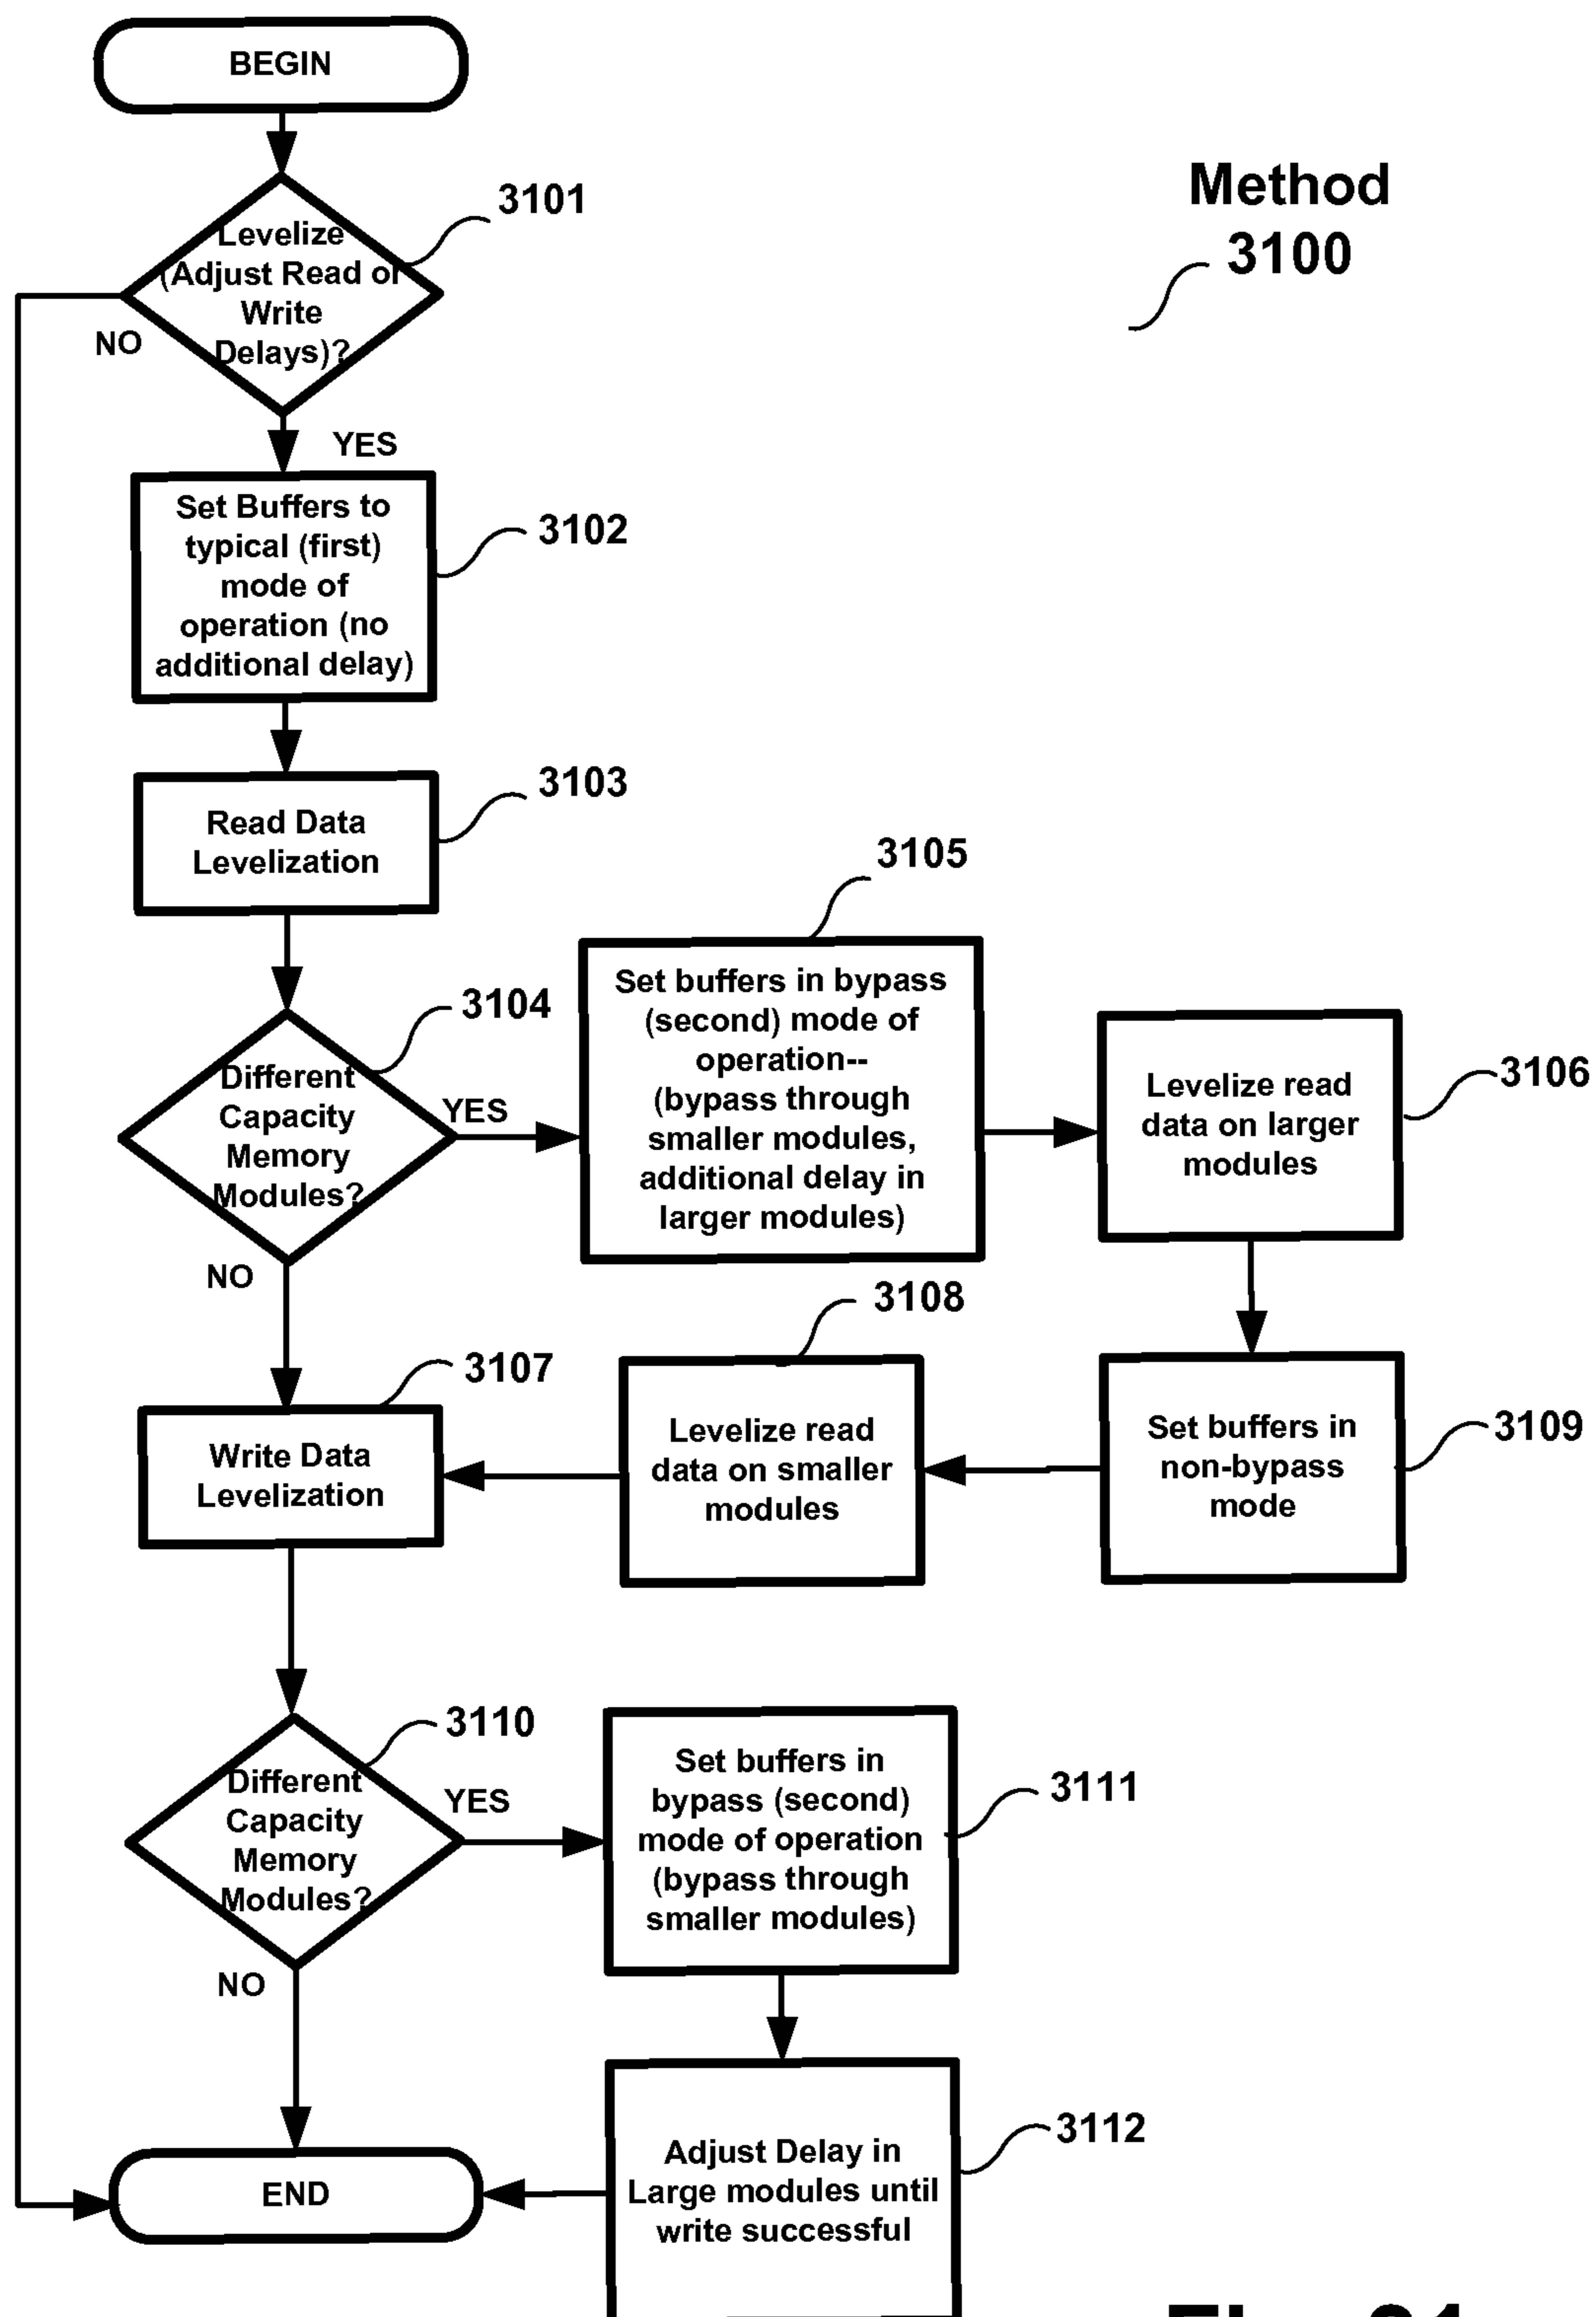 BEGIN
3101
Levelize
(Adjust Read or
Write
Delays)?
NO
YES
Method
3100
Set Buffers to
typical (first)
mode of
operation (no
additional delay)
3102
Read Data
Levelization
3103
3104
Different
Capacity
Memory
Modules?
YES
NO
3105
Set buffers in bypass
(second) mode of
operation--
(bypass through
smaller modules,
additional delay in
larger modules)
Levelize read
data on larger
modules
3106
3107
Write Data
Levelization
3108
Levelize read
data on smaller
modules
Set buffers in
non-bypass
mode
3109
3110
Different
Capacity
Memory
Modules?
YES
NO
Set buffers in
bypass (second)
mode of operation
(bypass through
smaller modules)
3111
END
Adjust Delay in
Large modules until
write successful
3112